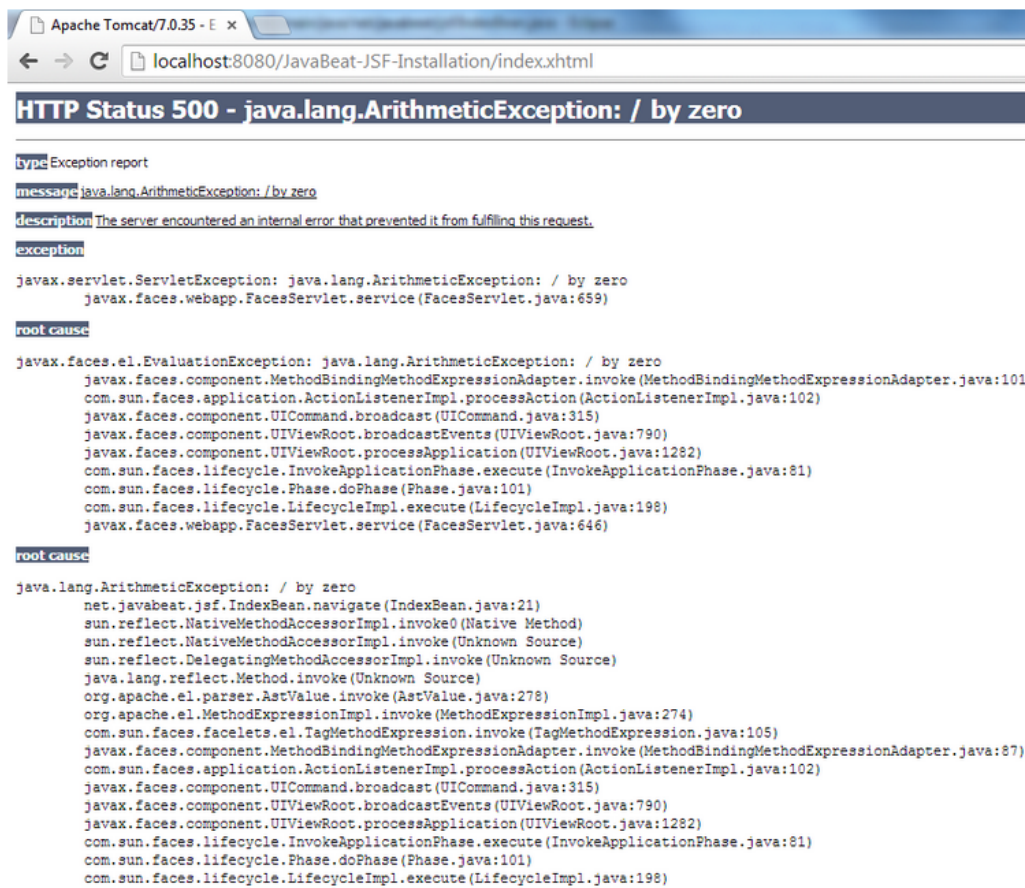 Apache Tomcat/7.0.35 - E
localhost:8080/JavaBeat-JSF-Installation/index.xhtml
HTTP Status 500 - java.lang.ArithmeticException: / by zero
type Exception report
message java.lang.ArithmeticException: / by zero
description The server encountered an internal error that prevented it from fulfilling this request.
exception
javax.servlet.ServletException: java.lang.ArithmeticException: / by zero
javax.faces.webapp.FacesServlet.service(FacesServlet.java:659)
root cause
javax.faces.el.EvaluationException: java.lang.ArithmeticException: / by zero
javax.faces.component.MethodBindingMethodExpressionAdapter.invoke(MethodBindingMethodExpressionAdapter.java:101
com.sun.faces.application.ActionListenerImpl.processAction(ActionListenerImpl.java:102)
javax.faces.component.UICommand.broadcast(UICommand.java:315)
javax.faces.component.UIViewRoot.broadcastEvents(UIViewRoot.java:790)
javax.faces.component.UIViewRoot.processApplication(UIViewRoot.java:1282)
com.sun.faces.lifecycle.InvokeApplicationPhase.execute(InvokeApplicationPhase.java:81)
com.sun.faces.lifecycle.Phase.doPhase(Phase.java:101)
com.sun.faces.lifecycle.LifecycleImpl.execute(LifecycleImpl.java:198)
javax.faces.webapp.FacesServlet.service(FacesServlet.java:646)
root cause
java.lang.ArithmeticException: / by zero
net.javabeat.jsf.IndexBean.navigate(IndexBean.java:21)
sun.reflect.NativeMethodAccessorImpl.invoke0(Native Method)
sun.reflect.NativeMethodAccessorImpl.invoke(Unknown Source)
sun.reflect.DelegatingMethodAccessorImpl.invoke(Unknown Source)
java.lang.reflect.Method.invoke(Unknown Source)
org.apache.el.parser.AstValue.invoke(AstValue.java:278)
org.apache.el.MethodExpressionImpl.invoke(MethodExpressionImpl.java:274)
com.sun.faces.facelets.el.TagMethodExpression.invoke(TagMethodExpression.java:105)
javax.faces.component.MethodBindingMethodExpressionAdapter.invoke(MethodBindingMethodExpressionAdapter.java:87)
com.sun.faces.application.ActionListenerImpl.processAction(ActionListenerImpl.java:102)
javax.faces.component.UICommand.broadcast(UICommand.java:315)
javax.faces.component.UIViewRoot.broadcastEvents(UIViewRoot.java:790)
javax.faces.component.UIViewRoot.processApplication(UIViewRoot.java:1282)
com.sun.faces.lifecycle.InvokeApplicationPhase.execute(InvokeApplicationPhase.java:81)
com.sun.faces.lifecycle.Phase.doPhase(Phase.java:101)
com.sun.faces.lifecycle.LifecycleImpl.execute(LifecycleImpl.java:198)